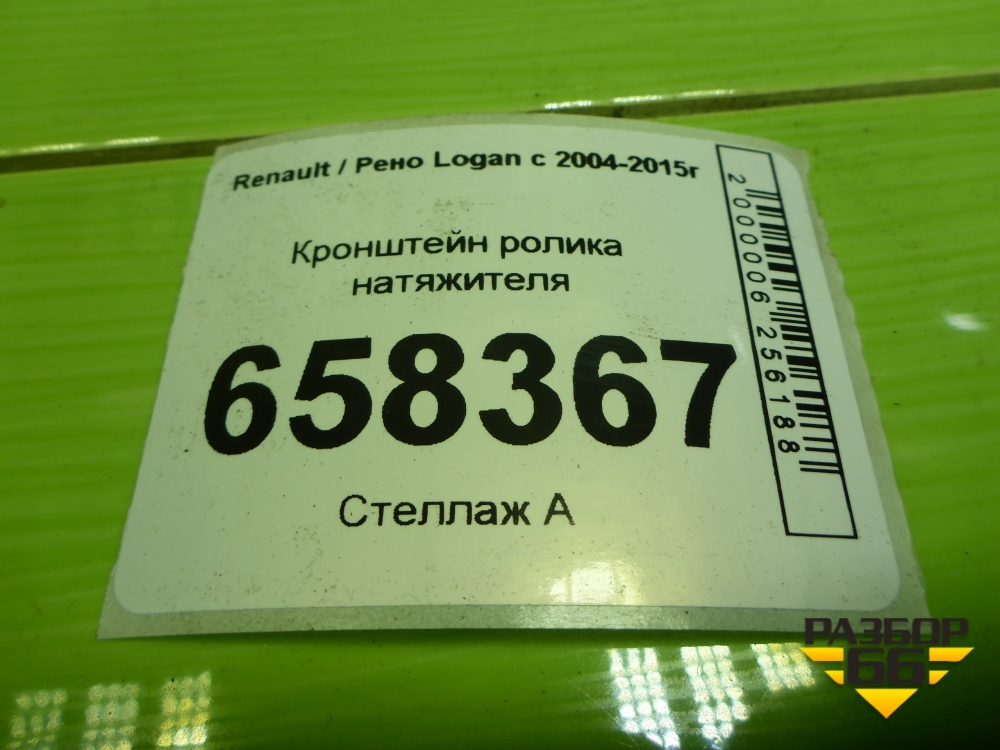 Renault / Рено Logan с 2004-2015г
Кронштейн ролика
натяжителя
658367
Стеллаж А
2000006256188
РАЗБОР
66